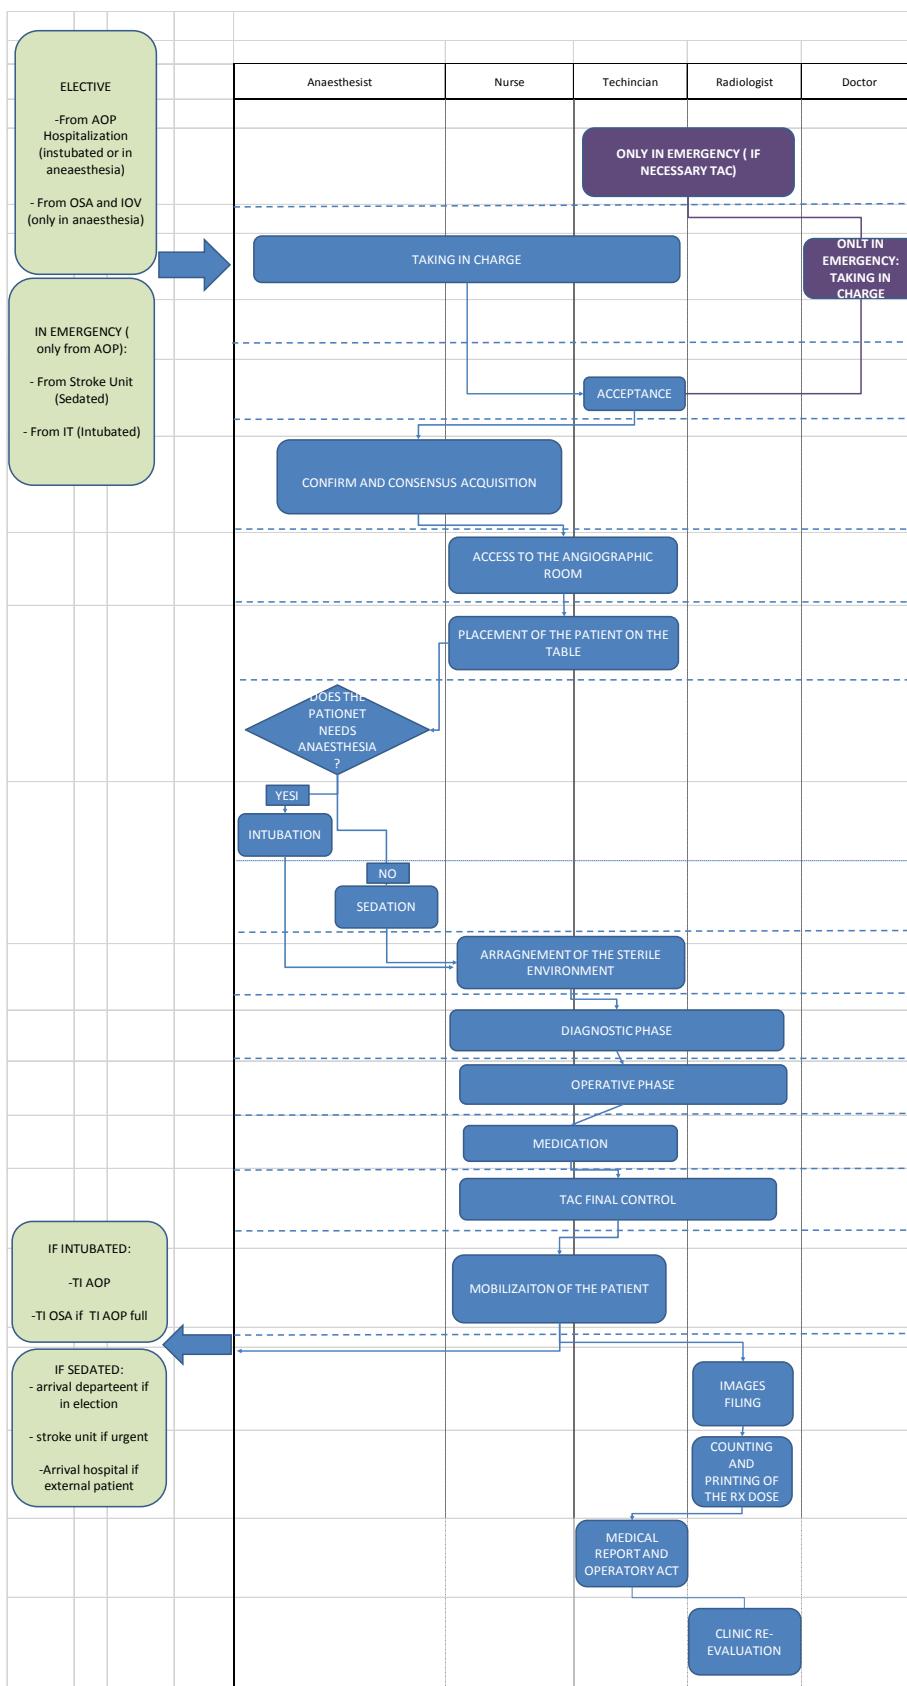 ELECTIVE
-From AOP
Hospitalization
(instubated or in
aneaesthesia)
- From OSA and IOV
(only in anaesthesia)
IN EMERGENCY (
only from AOP):
- From Stroke Unit
(Sedated)
- From IT (Intubated)
Anaesthesist
Nurse
Techincian
Radiologist
Doctor
ONLY IN EMERGENCY ( IF
NECESSARY TAC)
TAKING IN CHARGE
ONLT IN
EMERGENCY:
TAKING IN
CHARGE
ACCEPTANCE
CONFIRM AND CONSENSUS ACQUISITION
ACCESS TO THE ANGIOGRAPHIC
ROOM
PLACEMENT OF THE PATIENT ON THE
TABLE
DOES THE
PATIONET
NEEDS
ANAESTHESIA
?
YESI
INTUBATION
NO
SEDATION
ARRAGNEMENT OF THE STERILE
ENVIRONMENT
DIAGNOSTIC PHASE
OPERATIVE PHASE
MEDICATION
TAC FINAL CONTROL
MOBILIZAITON OF THE PATIENT
IF INTUBATED:
-TI AOP
-TI OSA if TI AOP full
IF SEDATED:
- arrival departeent if
in election
- stroke unit if urgent
-Arrival hospital if
external patient
IMAGES
FILING
COUNTING
AND
PRINTING OF
THE RX DOSE
MEDICAL
REPORT AND
OPERATORY ACT
CLINIC RE-
EVALUATION